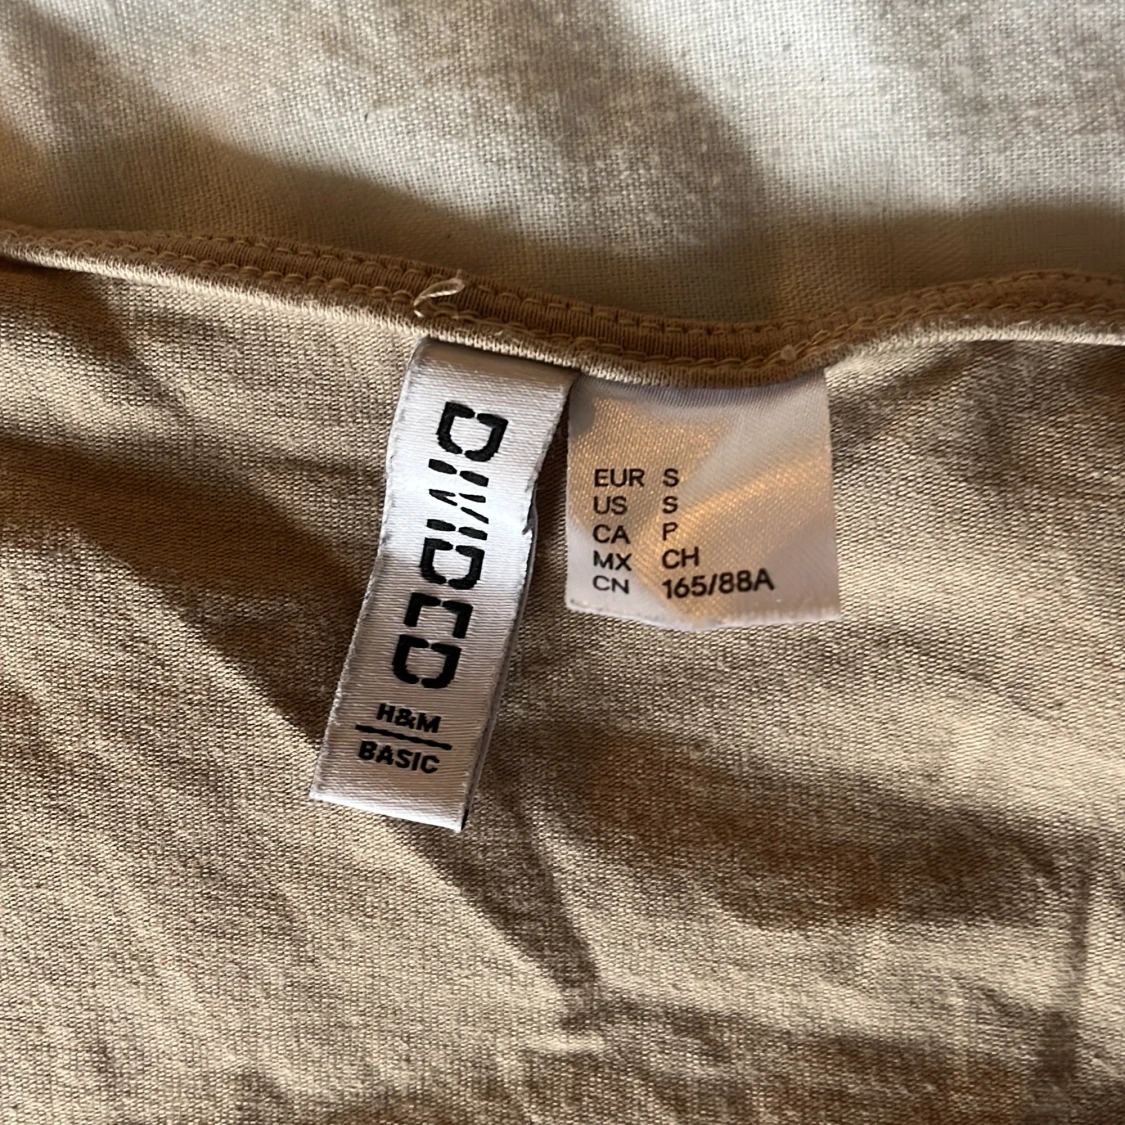 DIVIDED
H&M
BASIC
EUR S
US S
CA P
MX CH
CN 165/88A